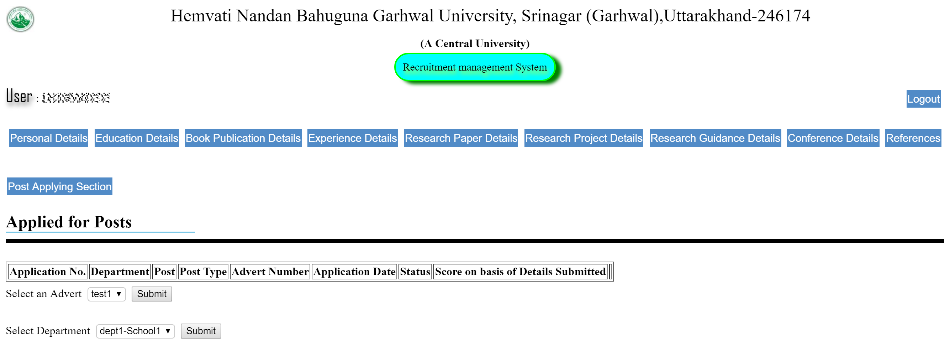 Hemvati Nandan Bahuguna Garhwal University, Srinagar (Garhwal),Uttarakhand-246174
(A Central University)
Recruitment management System
User :
Logout
Personal Details Education Details Book Publication Details Experience Details Research Paper Details Research Project Details Research Guidance Details Conference Details References
Post Applying Section
Applied for Posts
Application No. Department Post Post Type Advert Number Application Date Status Score on basis of Details Submitted
Select an Advert test1 Submit
Select Department dept1-School1 Submit